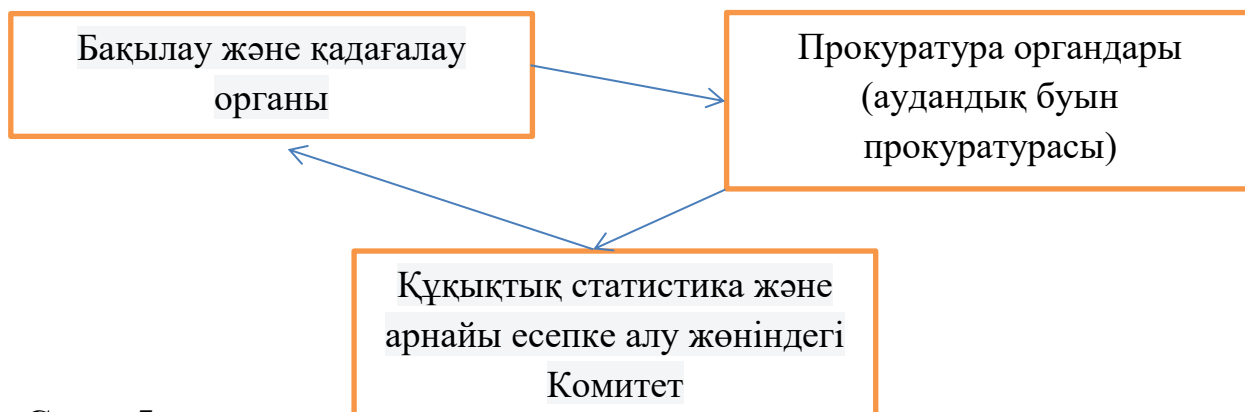 Бақылау және қадағалау
органы
Прокуратура органдары
(аудандық буын
прокуратурасы)
Құқықтық статистика және
арнайы есепке алу жөніндегі
Комитет